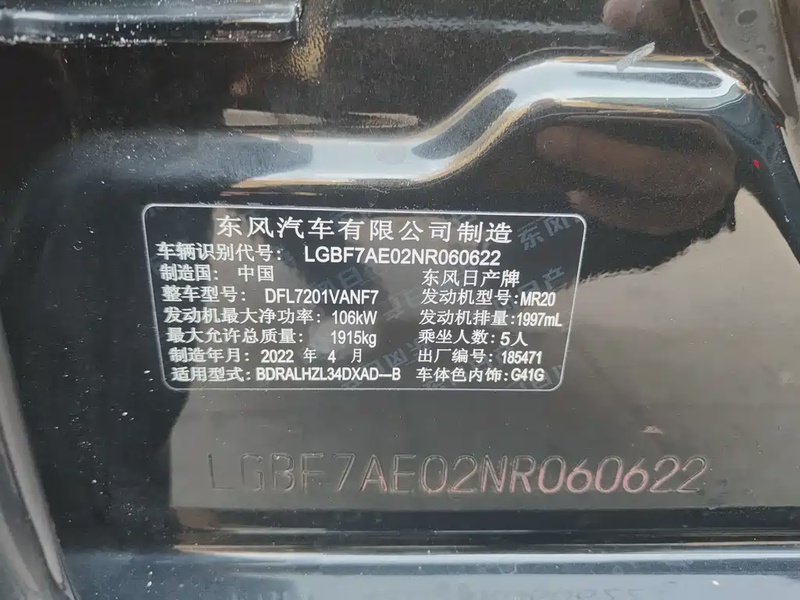 东风汽车有限公司制造
车辆识别代号: LGBF7AE02NR060622
制造国: 中国 东风日产牌
整车型号: DFL7201VANF7 发动机型号: MR20
发动机最大净功率: 106kW 发动机排量: 1997mL
最大允许总质量: 1915kg 乘坐人数: 5人
制造年月: 2022 年 4 月 出厂编号: 185471
适用型式: BDRALHZL34DXAD—B 车体色内饰: G41G
LGBF7AE02NR060622